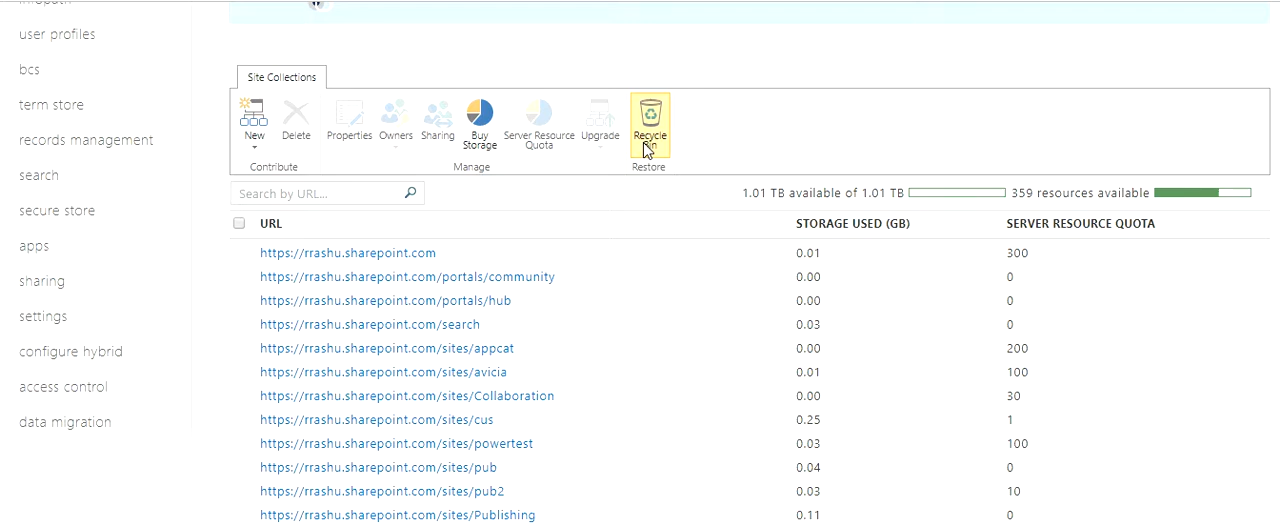 user profiles
bcs
term store
records management
search
secure store
apps
sharing
settings
configure hybrid
access control
data migration
Site Collections
New Delete Properties Owners Sharing Buy Storage Server Resource Quota Upgrade Recycle
Contribute Manage Restore
Search by URL... 1.01 TB available of 1.01 TB 359 resources available
URL STORAGE USED (GB) SERVER RESOURCE QUOTA
https://rrashu.sharepoint.com 0.01 300
https://rrashu.sharepoint.com/portals/community 0.00 0
https://rrashu.sharepoint.com/portals/hub 0.00 0
https://rrashu.sharepoint.com/search 0.03 0
https://rrashu.sharepoint.com/sites/appcat 0.00 200
https://rrashu.sharepoint.com/sites/avicia 0.01 100
https://rrashu.sharepoint.com/sites/Collaboration 0.00 30
https://rrashu.sharepoint.com/sites/cus 0.25 1
https://rrashu.sharepoint.com/sites/powertest 0.03 100
https://rrashu.sharepoint.com/sites/pub 0.04 0
https://rrashu.sharepoint.com/sites/pub2 0.03 10
https://rrashu.sharepoint.com/sites/Publishing 0.11 0